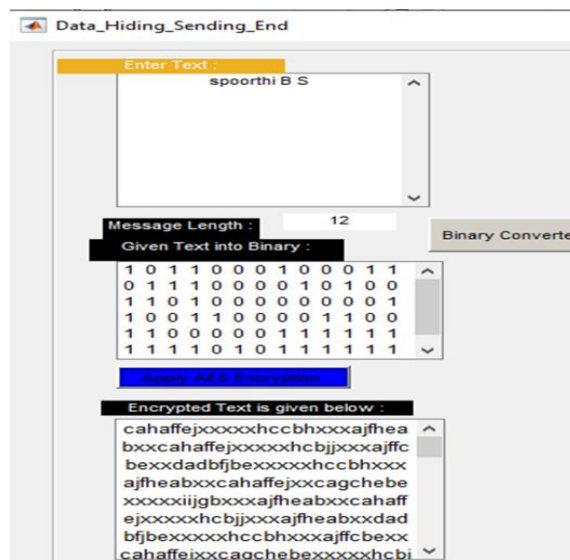 Data_Hiding_Sending_End
Enter Text :
spoorthi B S
Message Length :
12
Binary Converte
Given Text into Binary :
1 0 1 1 0 0 0 1 0 0 0 1 1
0 1 1 1 0 0 0 0 1 0 1 0 0
1 1 0 1 0 0 0 0 0 0 0 0 1
1 0 0 1 1 0 0 0 0 1 1 0 0
1 1 0 0 0 0 0 1 1 1 1 1 1
1 1 1 1 0 1 0 1 1 1 1 1 1
Apply AES Encryption
Encrypted Text is given below :
cahaffejxxxxxhccbhxxxajfhea
bxxcahaffejxxxxxhcbjjxxxajffc
bexxdadbfjbexxxxxhccbhxxx
ajfheabxxcahaffejxxcagchebe
xxxxxiijgbxxxajfheabxxcahaff
ejxxxxxhcbjjxxxajfheabxxdad
bfjbexxxxxhccbhxxxajffcbexx
cahaffejxxcagchebexxxxxhcbj